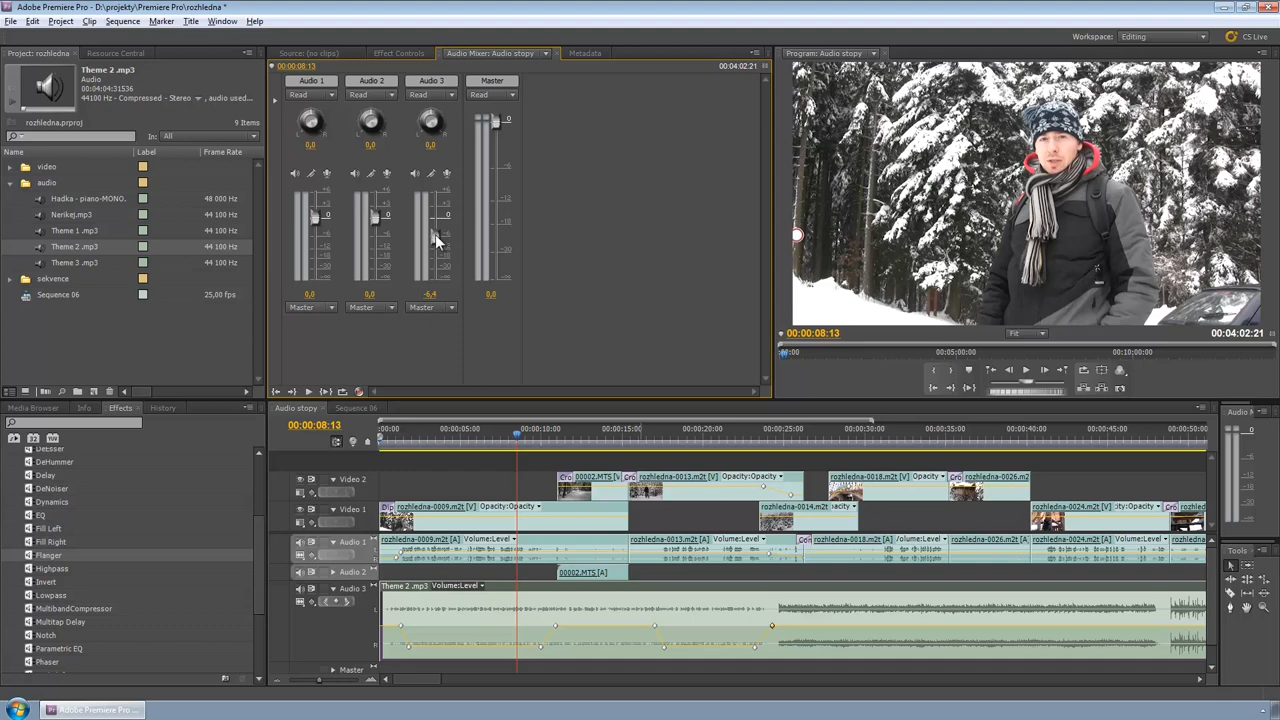 Adobe Premiere Pro - D:\projekty\Premiere Pro\rozhledna *
File Edit Project Clip Sequence Marker Title Window Help
Workspace: Editing CS Live
Project: rozhledna Resource Central
Theme 2 .mp3
Audio
00:04:04:31536
44100 Hz - Compressed - Stereo , audio used...
rozhledna.prproj 9 Items
In: All
Name Label Frame Rate
video
audio
Hadka - piano-MONO. 48 000 Hz
Nerikej.mp3 44 100 Hz
Theme 1 .mp3 44 100 Hz
Theme 2 .mp3 44 100 Hz
Theme 3 .mp3 44 100 Hz
sekvence
Sequence 06 25,00 fps
Source: (no clips) Effect Controls Audio Mixer: Audio stopy Metadata
00:00:08:13 00:04:02:21
Audio 1 Audio 2 Audio 3 Master
Read Read Read Read
L R L R L R
0,0 0,0 0,0
0,0 0,0 -6,4 0,0
Master Master Master
Program: Audio stopy
00:00:08:13 Fit 00:04:02:21
:00:00 00:05:00:00 00:10:00:00
Media Browser Info Effects History
DeEsser
DeHummer
Delay
DeNoiser
Dynamics
EQ
Fill Left
Fill Right
Flanger
Highpass
Invert
Lowpass
MultibandCompressor
Multitap Delay
Notch
Parametric EQ
Phaser
Audio stopy Sequence 06
00:00:08:13
:00:00 00:00:05:00 00:00:10:00 00:00:15:00 00:00:20:00 00:00:25:00 00:00:30:00 00:00:35:00 00:00:40:00 00:00:45:00 00:00:50:00
Video 2 Cro 00002.MTS [V] Cro rozhledna-0013.m2t [V] Opacity:Opacity rozhledna-0018.m2t [V] Opacity Cro rozhledna-0026.m2t
Video 1 Dip rozhledna-0009.m2t [V] Opacity:Opacity rozhledna-0014.m2t rozhledna-0024.m2t [V] Cro
Audio 1 rozhledna-0009.m2t [A] Volume:Level rozhledna-0013.m2t [A] Volume:Level Con rozhledna-0018.m2t [A] Volume:Level rozhledna-0026.m2t [A] rozhledna-0024.m2t [A] Volume:Level rozhledna
Audio 2 00002.MTS [A]
Audio 3 Theme 2 .mp3 Volume:Level
L
R
Master
Audio M
Tools
Adobe Premiere Pro ...